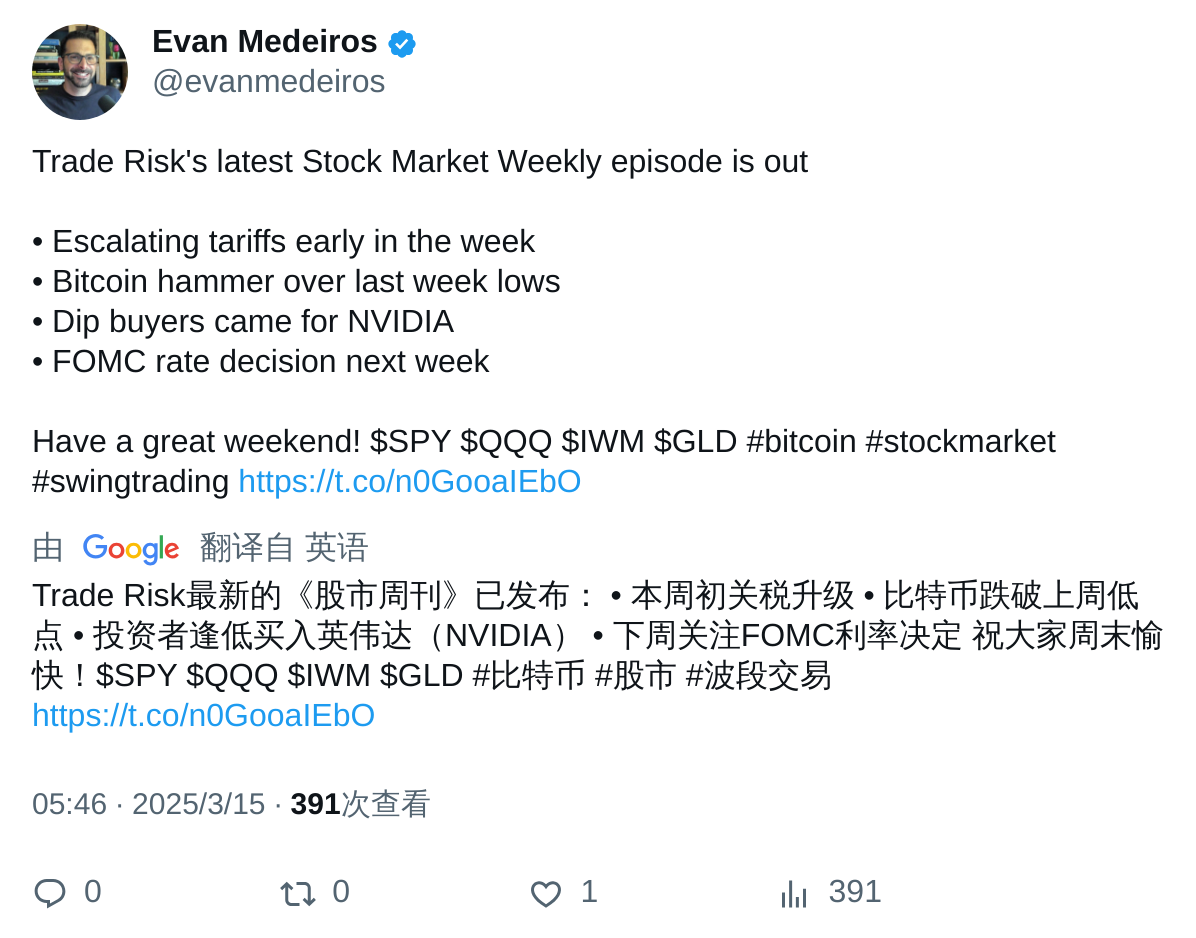 Evan Medeiros
@evanmedeiros
Trade Risk's latest Stock Market Weekly episode is out
• Escalating tariffs early in the week
• Bitcoin hammer over last week lows
• Dip buyers came for NVIDIA
• FOMC rate decision next week
Have a great weekend! $SPY $QQQ $IWM $GLD #bitcoin #stockmarket
#swingtrading https://t.co/n0GooaIEbO
由 Google 翻译自 英语
Trade Risk最新的《股市周刊》已发布： • 本周初关税升级 • 比特币跌破上周低
点 • 投资者逢低买入英伟达（NVIDIA） • 下周关注FOMC利率决定 祝大家周末愉
快！$SPY $QQQ $IWM $GLD #比特币 #股市 #波段交易
https://t.co/n0GooaIEbO
05:46 · 2025/3/15 · 391次查看
0 0 1 391